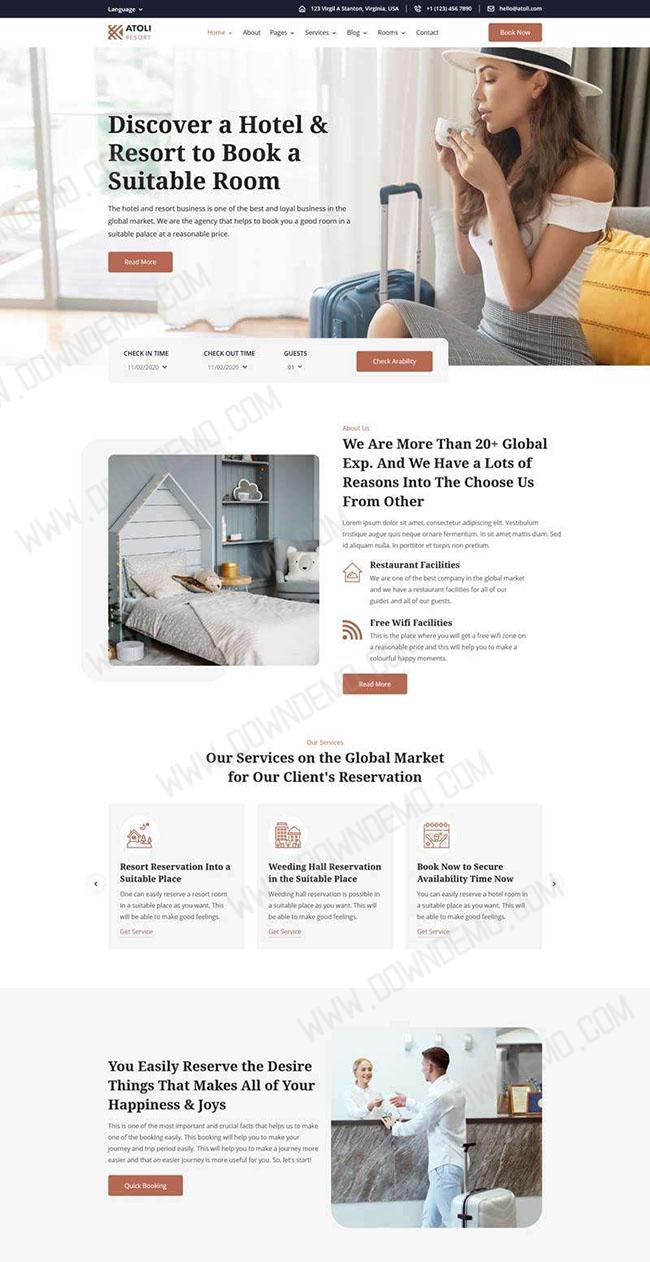 Language
123 Virgil A Stanton, Virginia, USA
+1 (123) 456 7890
hello@atoli.com
ATOLI
RESORT
Home
About
Pages
Services
Blog
Rooms
Contact
Book Now
Discover a Hotel &
Resort to Book a
Suitable Room
The hotel and resort business is one of the best and loyal business in the
global market. We are the agency that helps to book you a good room in a
suitable palace at a reasonable price.
Read More
CHECK IN TIME
CHECK OUT TIME
GUESTS
11/02/2020
11/02/2020
01
Check Arability
About Us
We Are More Than 20+ Global
Exp. And We Have a Lots of
Reasons Into The Choose Us
From Other
Lorem ipsum dolor sit amet, consectetur adipiscing elit. Vestibulum
tristique augue quis neque ornare fermentum. In sit amet mattis diam. Sed
id aliquam nulla. In porttitor et turpis non pretium.
Restaurant Facilities
We are one of the best company in the global market
and we have a restaurant facilities for all of our
guides and all of our guests.
Free Wifi Facilities
This is the place where you will get a free wifi zone on
a reasonable price and this will help you to make a
colourful happy moments.
Read More
Our Services
Our Services on the Global Market
for Our Client's Reservation
Resort Reservation Into a
Suitable Place
One can easily reserve a resort room
in a suitable place as you want. This
will be able to make good feelings.
Get Service
Weeding Hall Reservation
in the Suitable Place
Weeding hall reservation is possible in
a suitable place as you want. This will
be able to make good feelings.
Get Service
Book Now to Secure
Availability Time Now
You can easily reserve a hotel room in
a suitable place as you want. This will
be able to make good feelings.
Get Service
You Easily Reserve the Desire
Things That Makes All of Your
Happiness & Joys
This is one of the most important and crucial facts that helps us to make
one of the booking easily. This booking will help you to make your
journey and trip period easily. This will help you to make a journey more
easier and that an easier journey is more useful for you. So, let's start!
Quick Booking
WWW.DOWNDEMO.COM
WWW.DOWNDEMO.COM
WWW.DOWNDEMO.COM
WWW.DOWNDEMO.COM
WWW.DOWNDEMO.COM
WWW.DOWNDEMO.COM